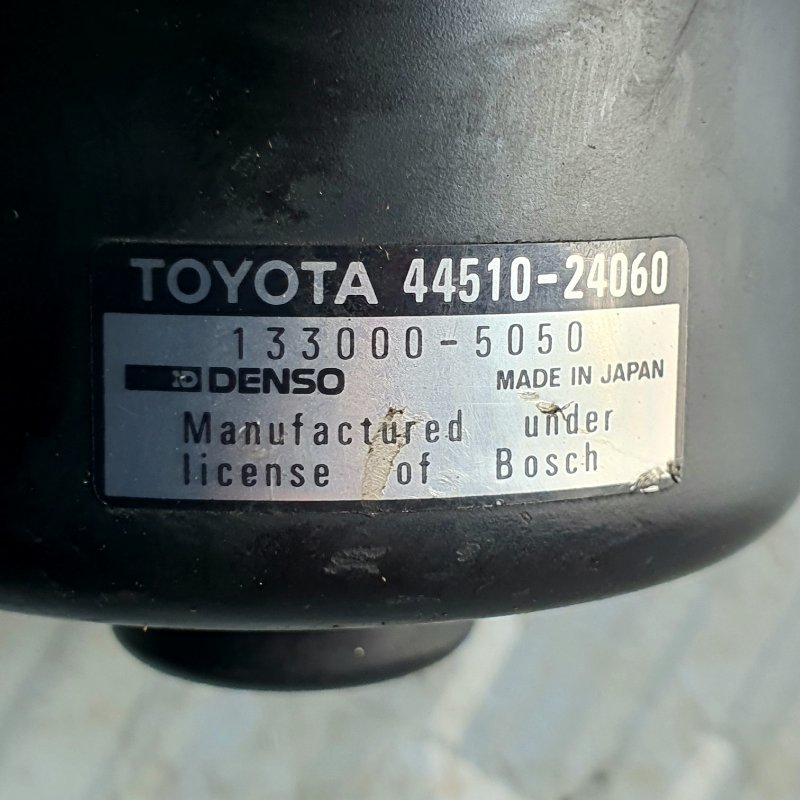 TOYOTA 44510-24060
133000-5050
DENSO MADE IN JAPAN
Manufactured under
license of Bosch